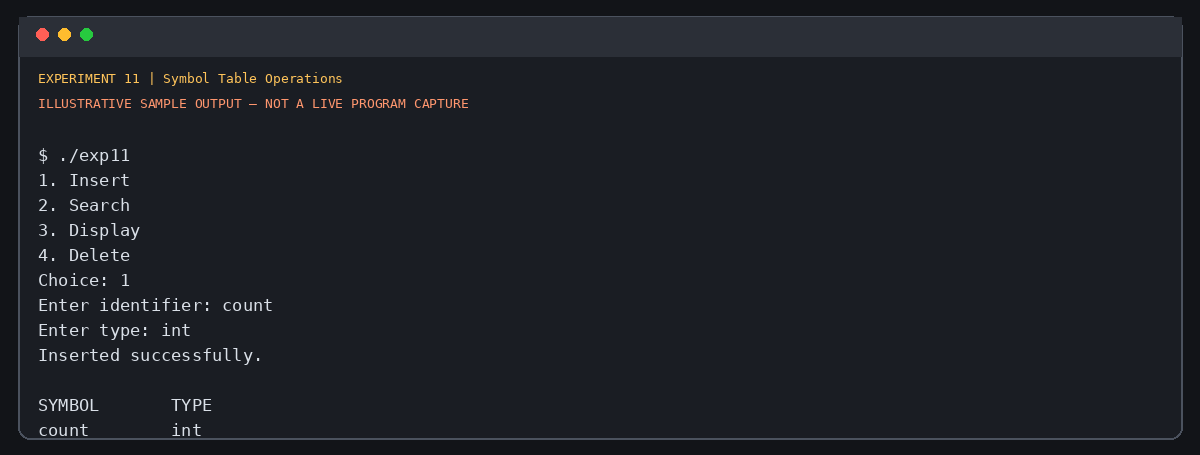 EXPERIMENT 11 | Symbol Table Operations
ILLUSTRATIVE SAMPLE OUTPUT — NOT A LIVE PROGRAM CAPTURE
$ ./exp11
1. Insert
2. Search
3. Display
4. Delete
Choice: 1
Enter identifier: count
Enter type: int
Inserted successfully.
SYMBOL       TYPE
count        int